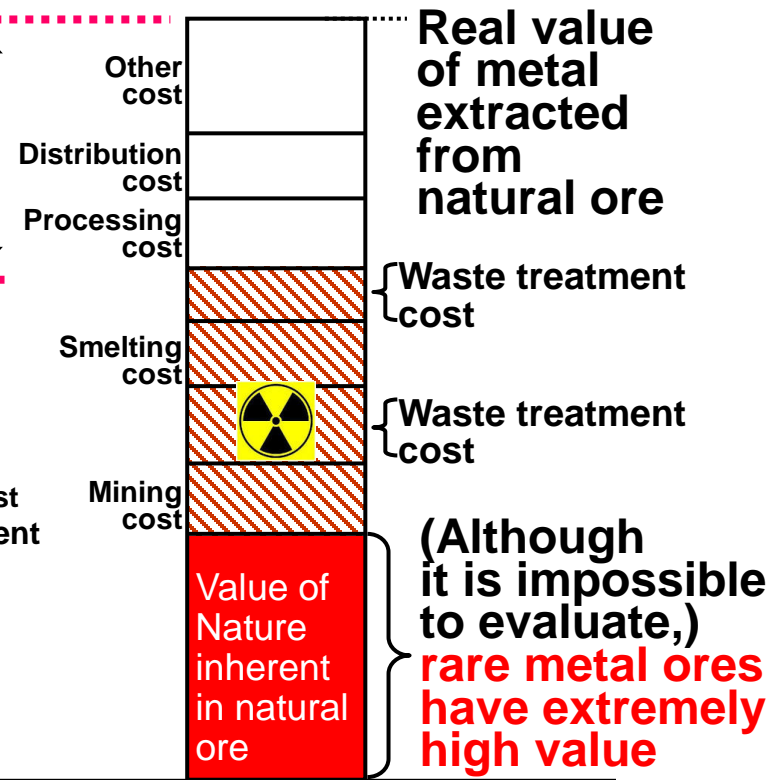 Other
cost
Distribution
cost
Processing
cost
Smelting
cost
Mining
cost
st
ent
Value of
Nature
inherent
in natural
ore
Real value
of metal
extracted
from
natural ore
Waste treatment
cost
Waste treatment
cost
(Although
it is impossible
to evaluate,)
rare metal ores
have extremely
high value